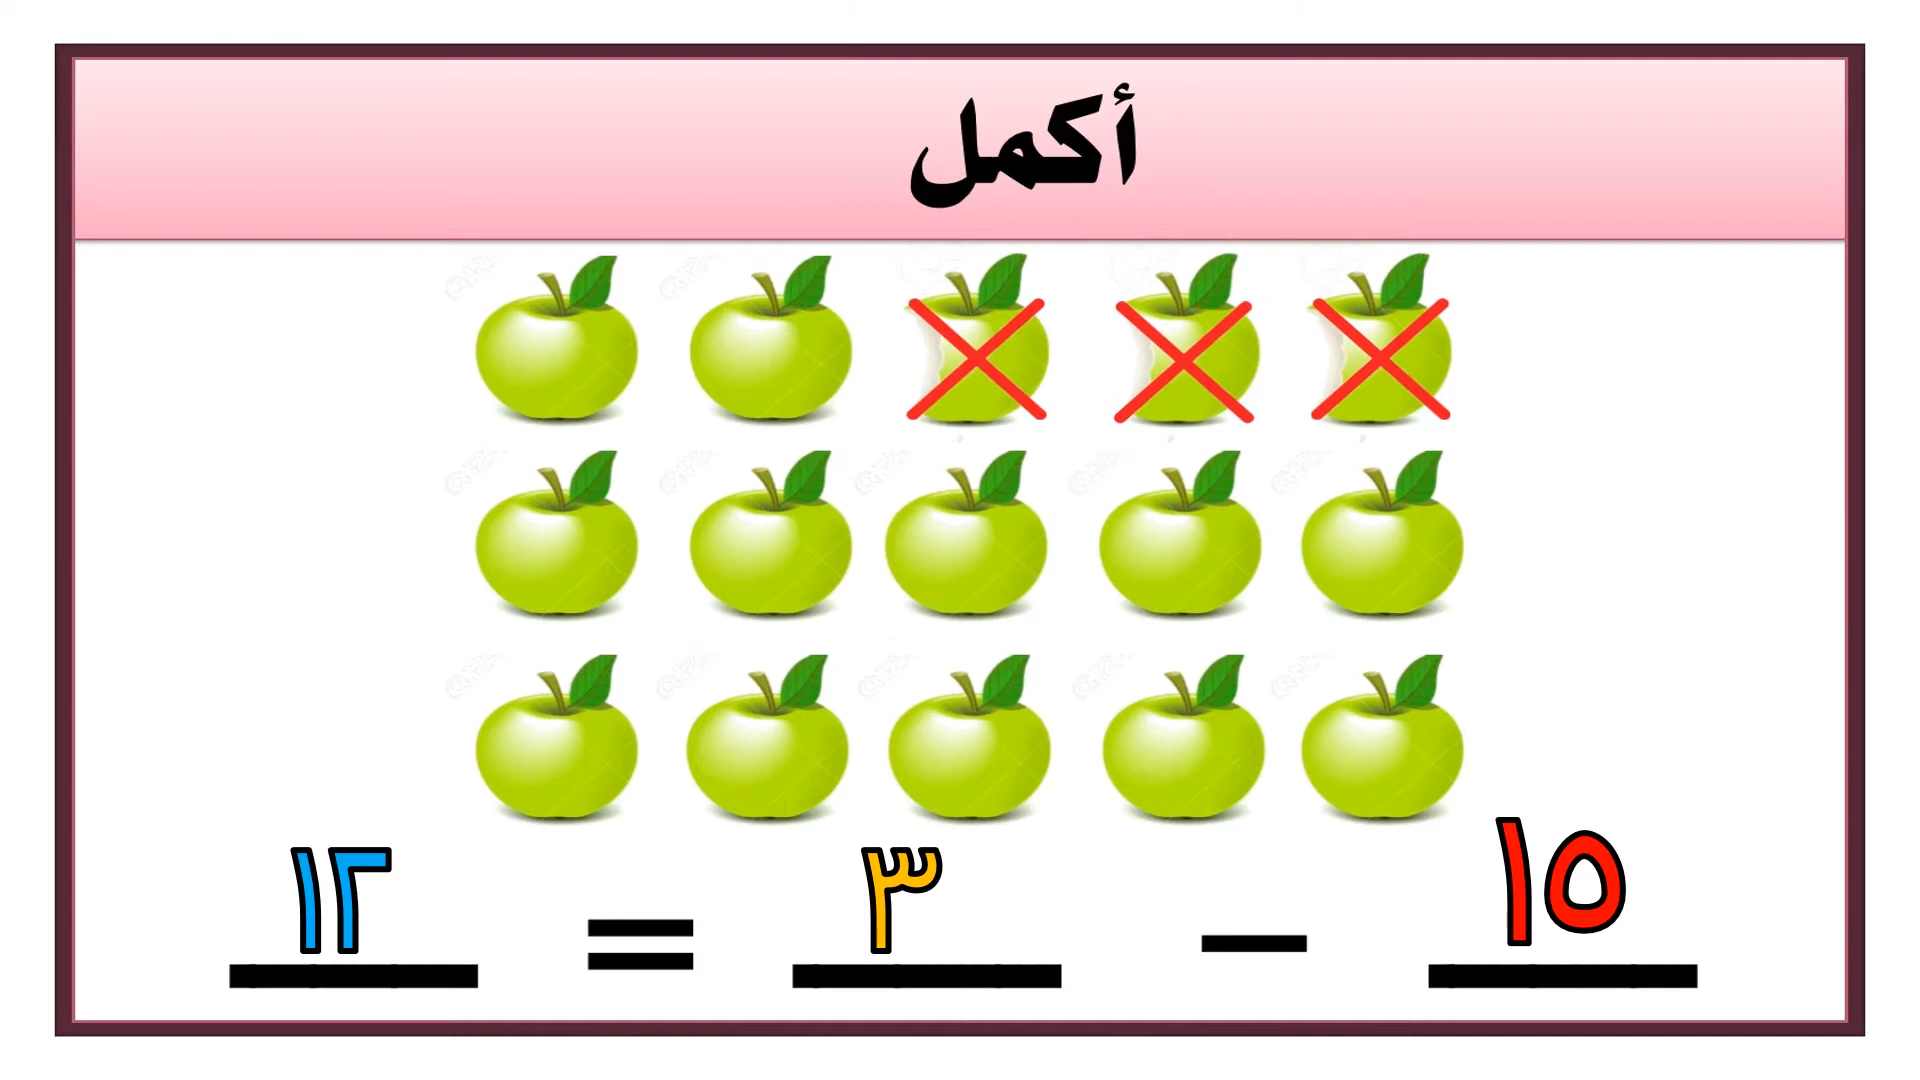 أكمل
١٥ − ٣ = ١٢